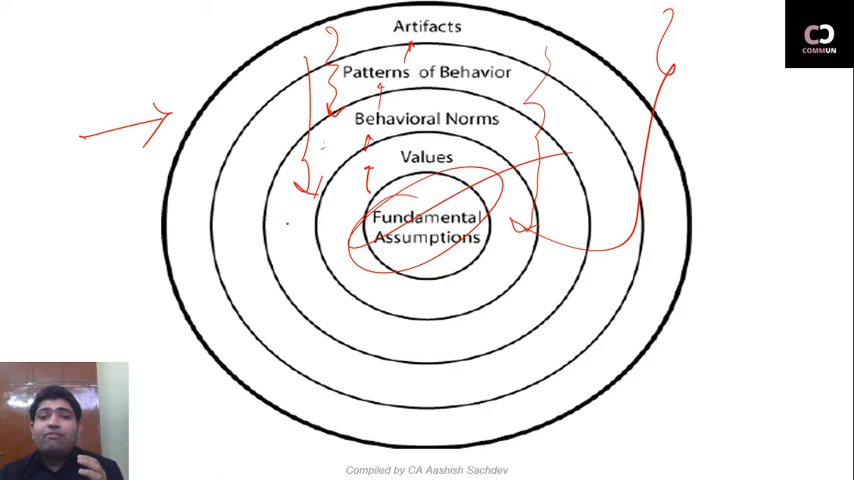 Artifacts
COMMUN
Patterns of Behavior
Behavioral Norms
Values
Fundamental
Assumptions
Compiled by CA Aashish Sachdev